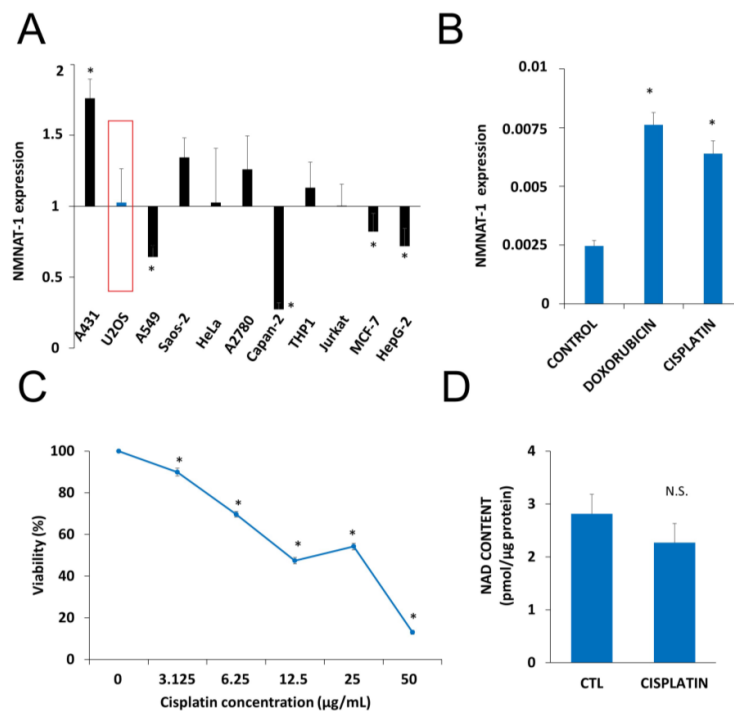 A
NMNAT-1 expression
2
1.5
1
0.5
0
*
*
*
*
*
*
A431
U2OS
A549
Saos-2
HeLa
A2780
Capan-2
THP1
Jurkat
MCF-7
HepG-2
B
NMNAT-1 expression
0.01
0.0075
0.005
0.0025
0
*
*
CONTROL
DOXORUBICIN
CISPLATIN
C
Viability (%)
100
80
60
40
20
0
*
*
*
*
*
0
3.125
6.25
12.5
25
50
Cisplatin concentration (µg/mL)
D
NAD CONTENT
(pmol/µg protein)
4
3
2
1
0
N.S.
CTL
CISPLATIN